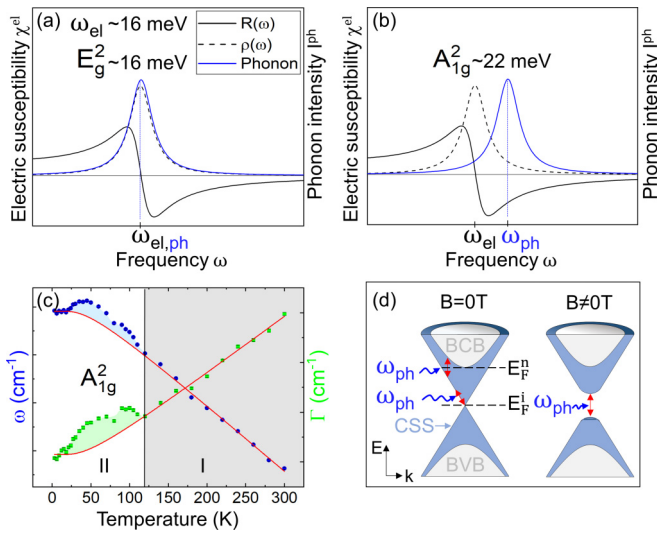 (a)
ω_el ~16 meV
E_g^2 ~16 meV
R(ω)
ρ(ω)
Phonon
Electric susceptibility χ^el
Phonon intensity I^ph
ω_el,ph
Frequency ω
(b)
A_1g^2 ~22 meV
Electric susceptibility χ^el
Phonon intensity I^ph
ω_el ω_ph
Frequency ω
(c)
A_1g^2
II
I
ω (cm⁻¹)
Γ (cm⁻¹)
0 50 100 150 200 250 300
Temperature (K)
(d)
B=0T
B≠0T
BCB
ω_ph
E_F^n
ω_ph
E_F^i
ω_ph
CSS
BVB
E
k